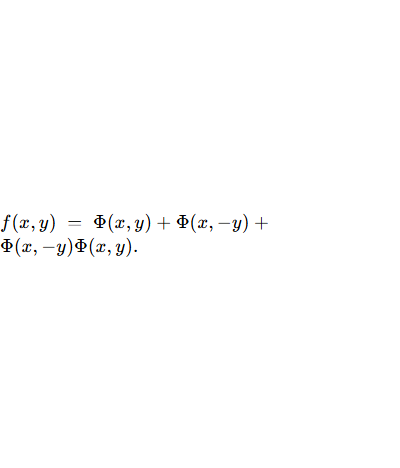 f(x, y) = Φ(x, y) + Φ(x, −y) +
Φ(x, −y)Φ(x, y).